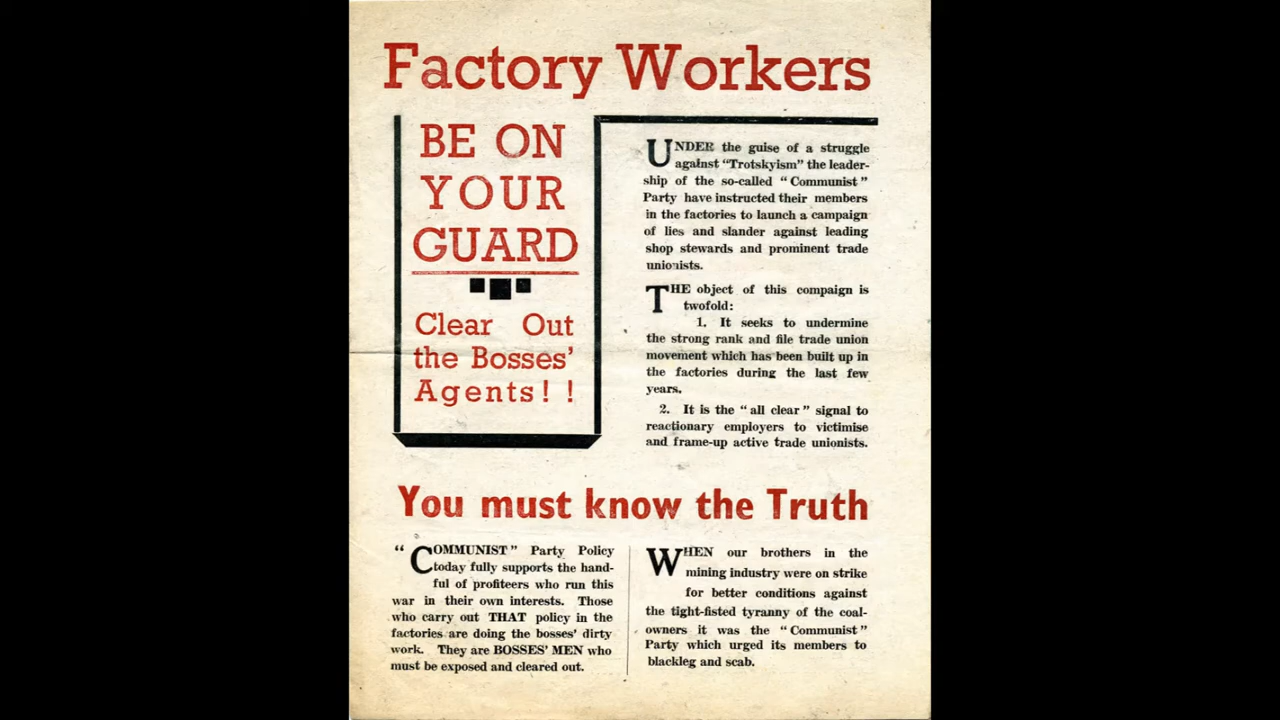 Factory Workers
BE ON
YOUR
GUARD
Clear Out
the Bosses'
Agents! !
UNDER the guise of a struggle
against "Trotskyism" the leader-
ship of the so-called "Communist"
Party have instructed their members
in the factories to launch a campaign
of lies and slander against leading
shop stewards and prominent trade
unionists.
THE object of this compaign is
twofold:
1. It seeks to undermine
the strong rank and file trade union
movement which has been built up in
the factories during the last few
years.
2. It is the "all clear" signal to
reactionary employers to victimise
and frame-up active trade unionists.
You must know the Truth
"COMMUNIST" Party Policy
today fully supports the hand-
ful of profiteers who run this
war in their own interests. Those
who carry out THAT policy in the
factories are doing the bosses' dirty
work. They are BOSSES' MEN who
must be exposed and cleared out.
WHEN our brothers in the
mining industry were on strike
for better conditions against
the tight-fisted tyranny of the coal-
owners it was the "Communist"
Party which urged its members to
blackleg and scab.